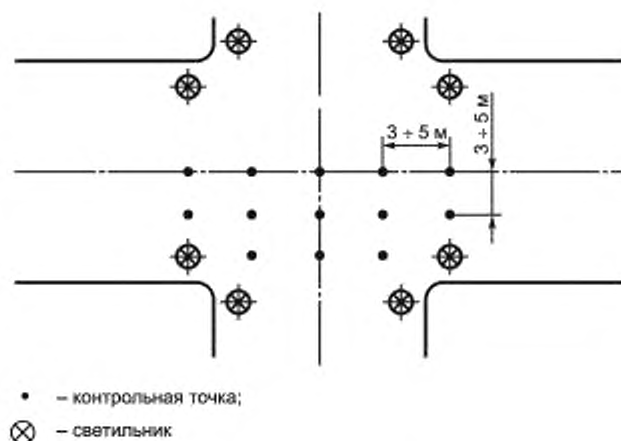 3 ÷ 5 м
3 ÷ 5 м
– контрольная точка;
– светильник